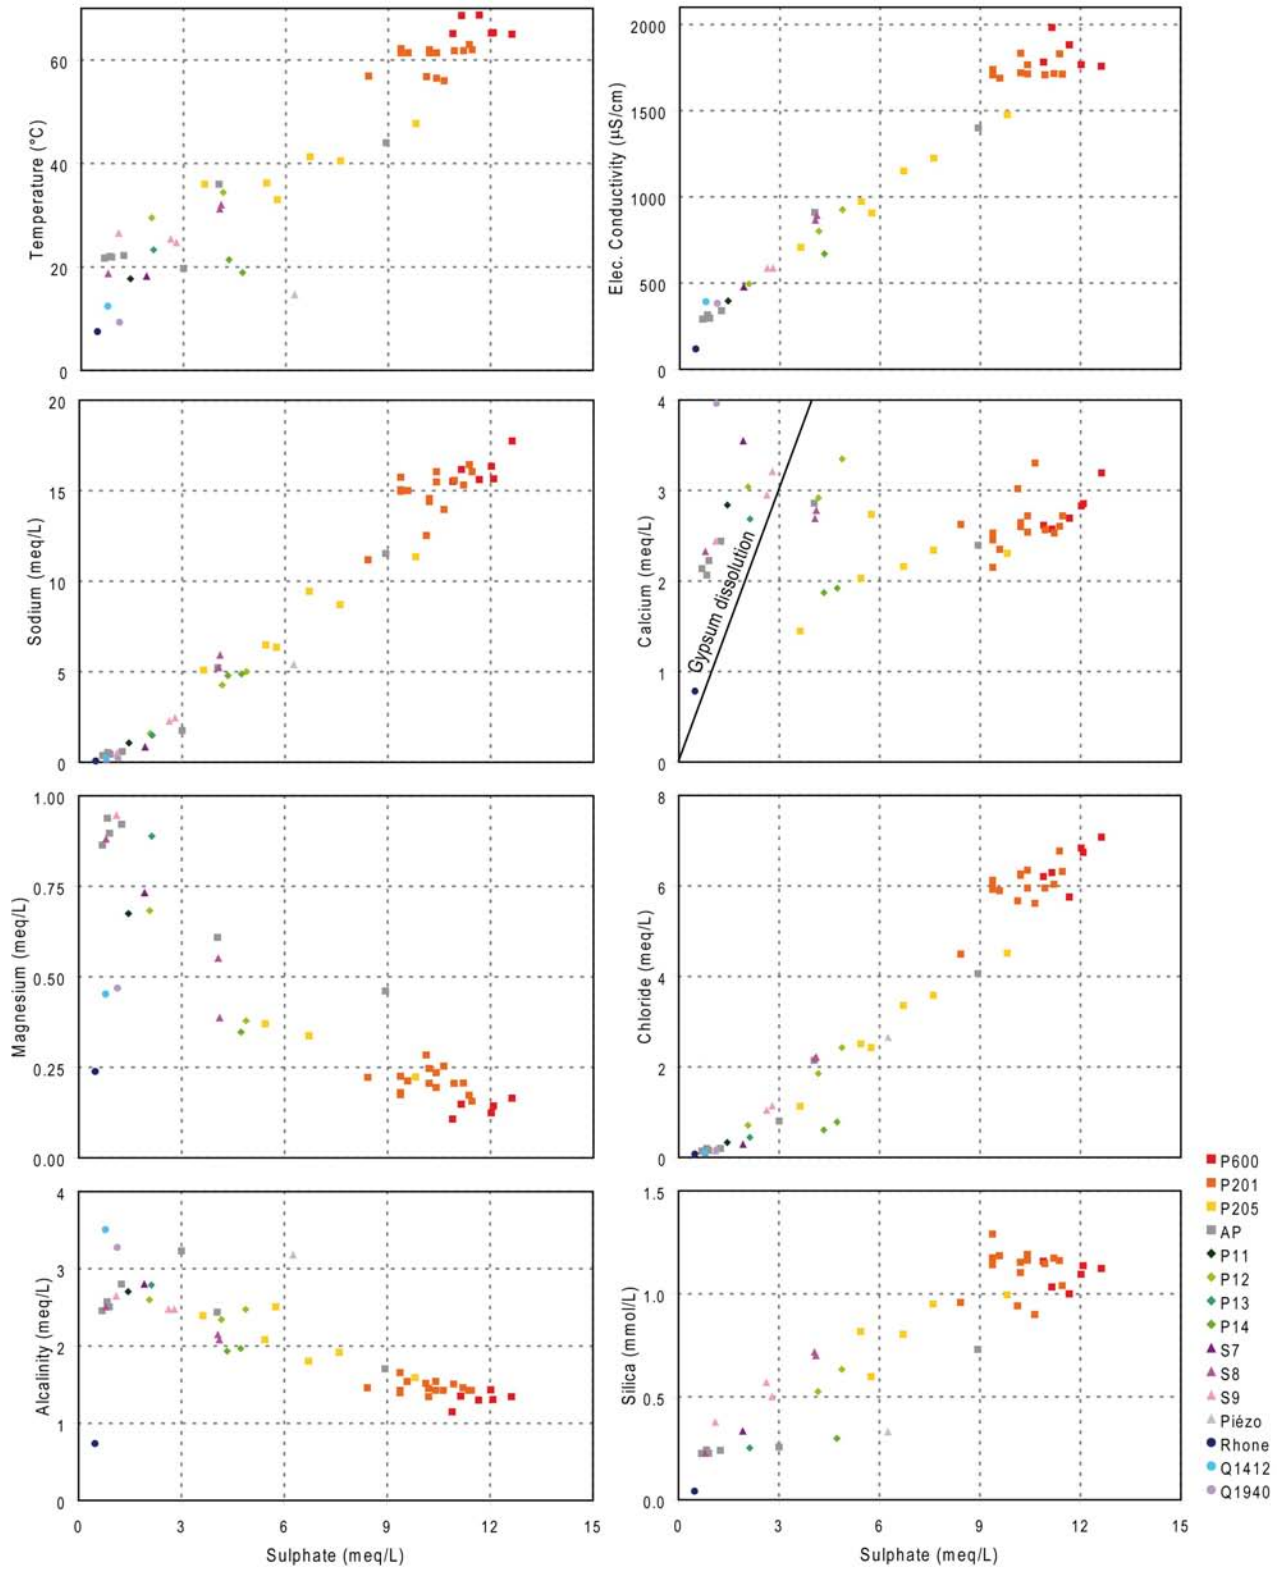 Temperature (°C)
60
40
20
0
Elec. Conductivity (µS/cm)
2000
1500
1000
500
0
Sodium (meq/L)
20
15
10
5
0
Calcium (meq/L)
4
3
2
1
0
Gypsum dissolution
Magnesium (meq/L)
1.00
0.75
0.50
0.25
0.00
Chloride (meq/L)
8
6
4
2
0
Alcalinity (meq/L)
4
3
2
1
0
0 3 6 9 12 15
Sulphate (meq/L)
Silica (mmol/L)
1.5
1.0
0.5
0.0
0 3 6 9 12 15
Sulphate (meq/L)
P600
P201
P205
AP
P11
P12
P13
P14
S7
S8
S9
Piézo
Rhone
Q1412
Q1940